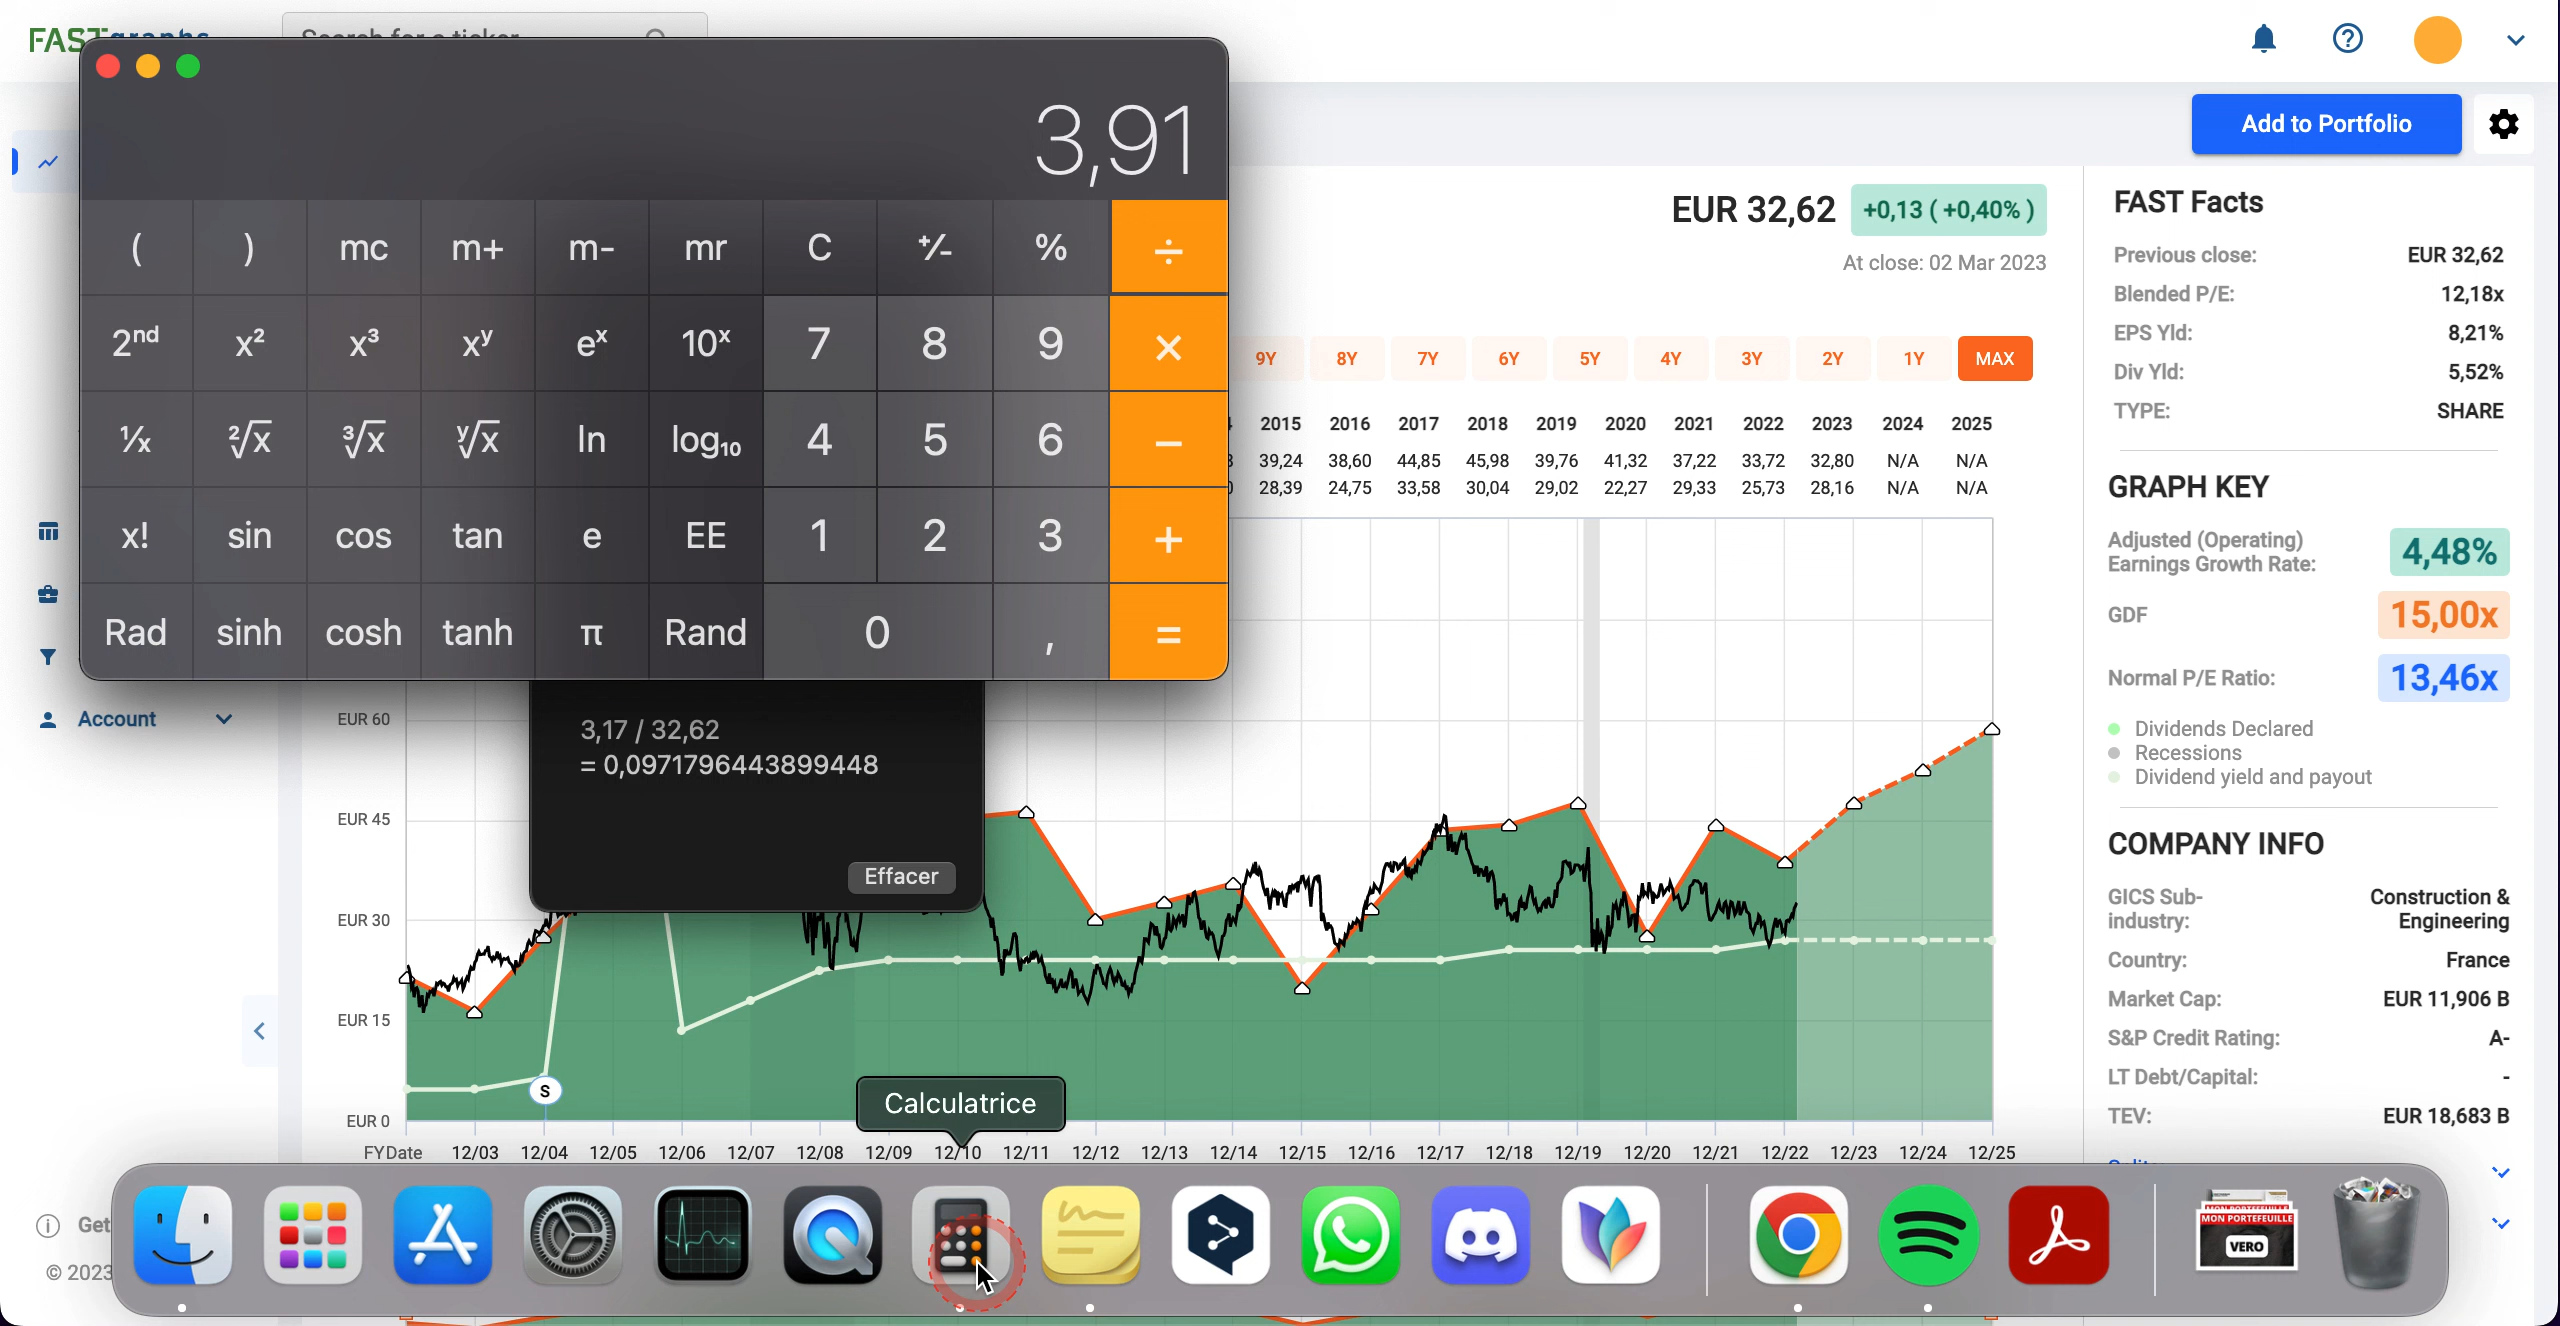 FASTgraphs
Search for a ticker
Add to Portfolio
3,91
( ) mc m+ m- mr C +/- % ÷
2nd x² x³ xʸ eˣ 10ˣ 7 8 9 ×
1/x ²√x ³√x ʸ√x ln log₁₀ 4 5 6 −
x! sin cos tan e EE 1 2 3 +
Rad sinh cosh tanh π Rand 0 , =
3,17 / 32,62
= 0,0971796443899448
Effacer
Account
EUR 32,62 +0,13 ( +0,40% )
At close: 02 Mar 2023
9Y 8Y 7Y 6Y 5Y 4Y 3Y 2Y 1Y MAX
2015 2016 2017 2018 2019 2020 2021 2022 2023 2024 2025
39,24 38,60 44,85 45,98 39,76 41,32 37,22 33,72 32,80 N/A N/A
28,39 24,75 33,58 30,04 29,02 22,27 29,33 25,73 28,16 N/A N/A
EUR 60
EUR 45
EUR 30
EUR 15
EUR 0
S
Calculatrice
FYDate 12/03 12/04 12/05 12/06 12/07 12/08 12/09 12/10 12/11 12/12 12/13 12/14 12/15 12/16 12/17 12/18 12/19 12/20 12/21 12/22 12/23 12/24 12/25
FAST Facts
Previous close: EUR 32,62
Blended P/E: 12,18x
EPS Yld: 8,21%
Div Yld: 5,52%
TYPE: SHARE
GRAPH KEY
Adjusted (Operating)
Earnings Growth Rate: 4,48%
GDF 15,00x
Normal P/E Ratio: 13,46x
Dividends Declared
Recessions
Dividend yield and payout
COMPANY INFO
GICS Sub-
industry:
Construction &
Engineering
Country: France
Market Cap: EUR 11,906 B
S&P Credit Rating: A-
LT Debt/Capital: -
TEV: EUR 18,683 B
Get
© 2023
MON PORTEFEUILLE
VERO